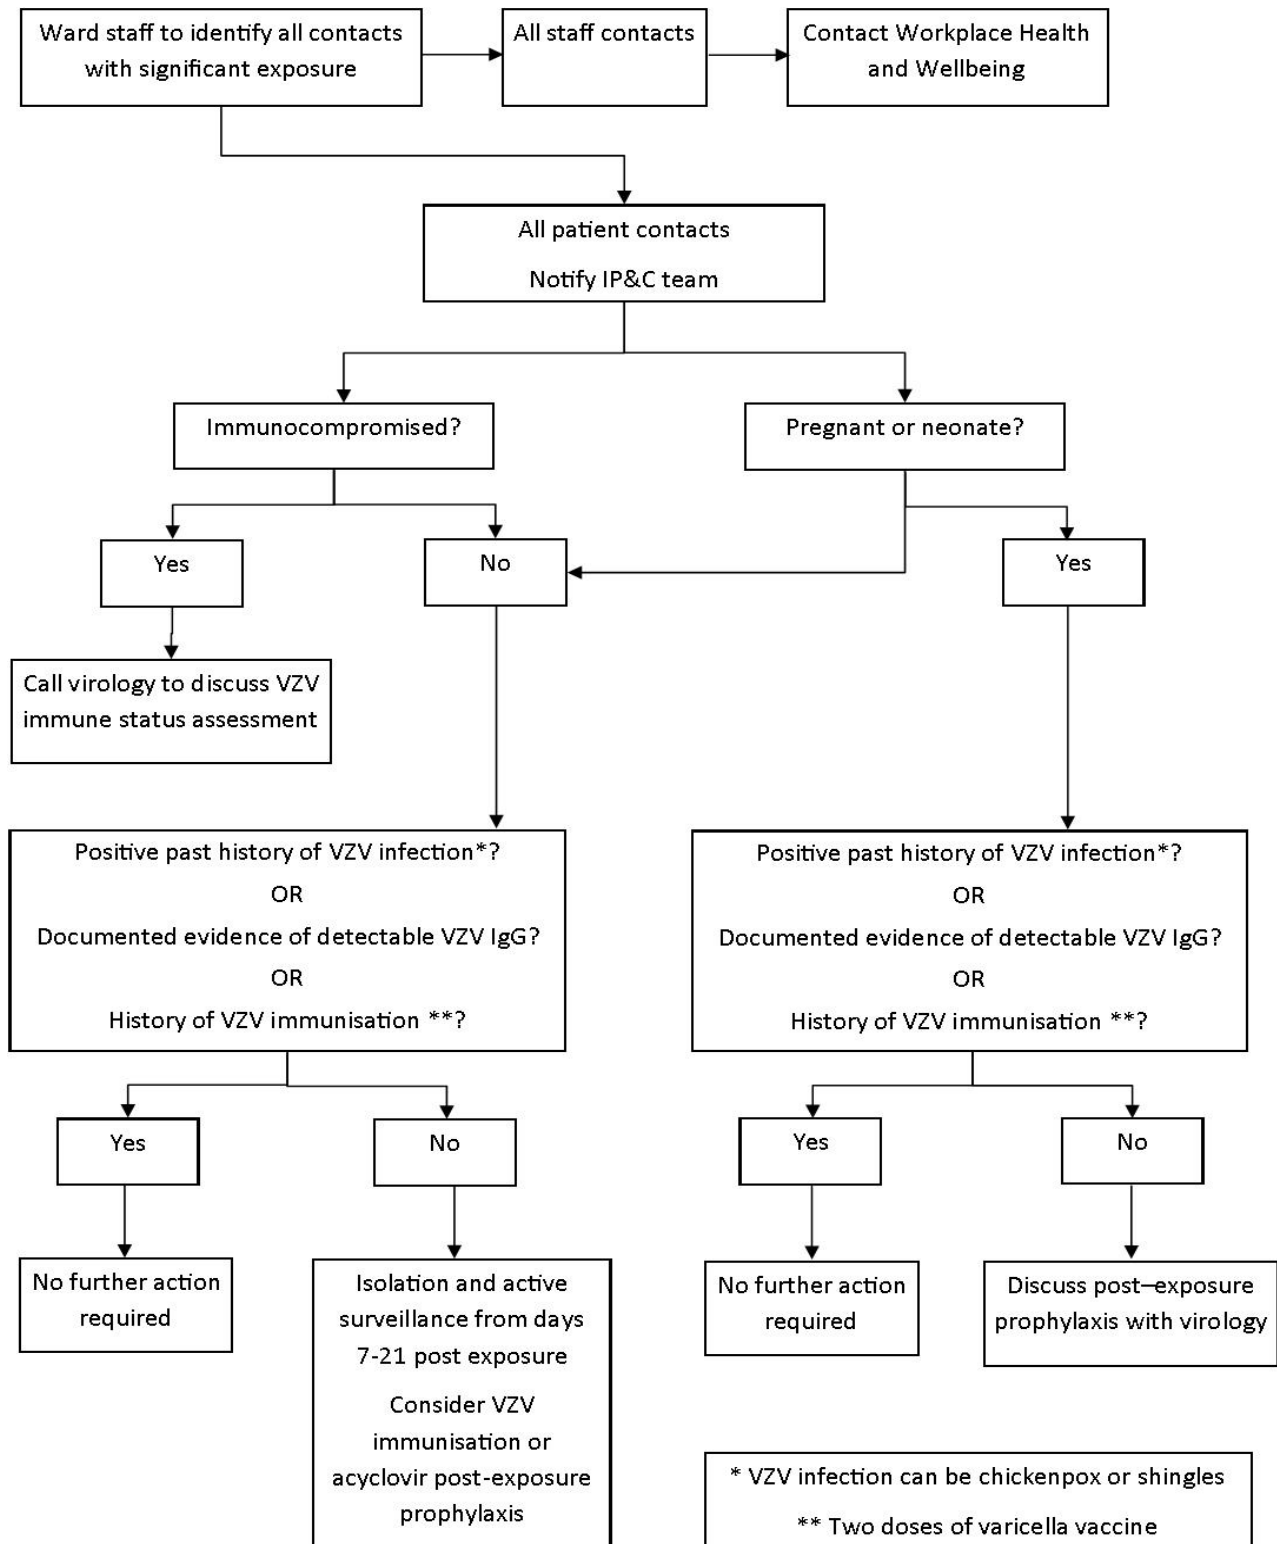 Ward staff to identify all contacts
with significant exposure
All staff contacts
Contact Workplace Health
and Wellbeing
All patient contacts
Notify IP&C team
Immunocompromised?
Pregnant or neonate?
Yes
No
Yes
Call virology to discuss VZV
immune status assessment
Positive past history of VZV infection*?
OR
Documented evidence of detectable VZV IgG?
OR
History of VZV immunisation **?
Positive past history of VZV infection*?
OR
Documented evidence of detectable VZV IgG?
OR
History of VZV immunisation **?
Yes
No
Yes
No
No further action
required
Isolation and active
surveillance from days
7-21 post exposure
Consider VZV
immunisation or
acyclovir post-exposure
prophylaxis
No further action
required
Discuss post–exposure
prophylaxis with virology
* VZV infection can be chickenpox or shingles
** Two doses of varicella vaccine